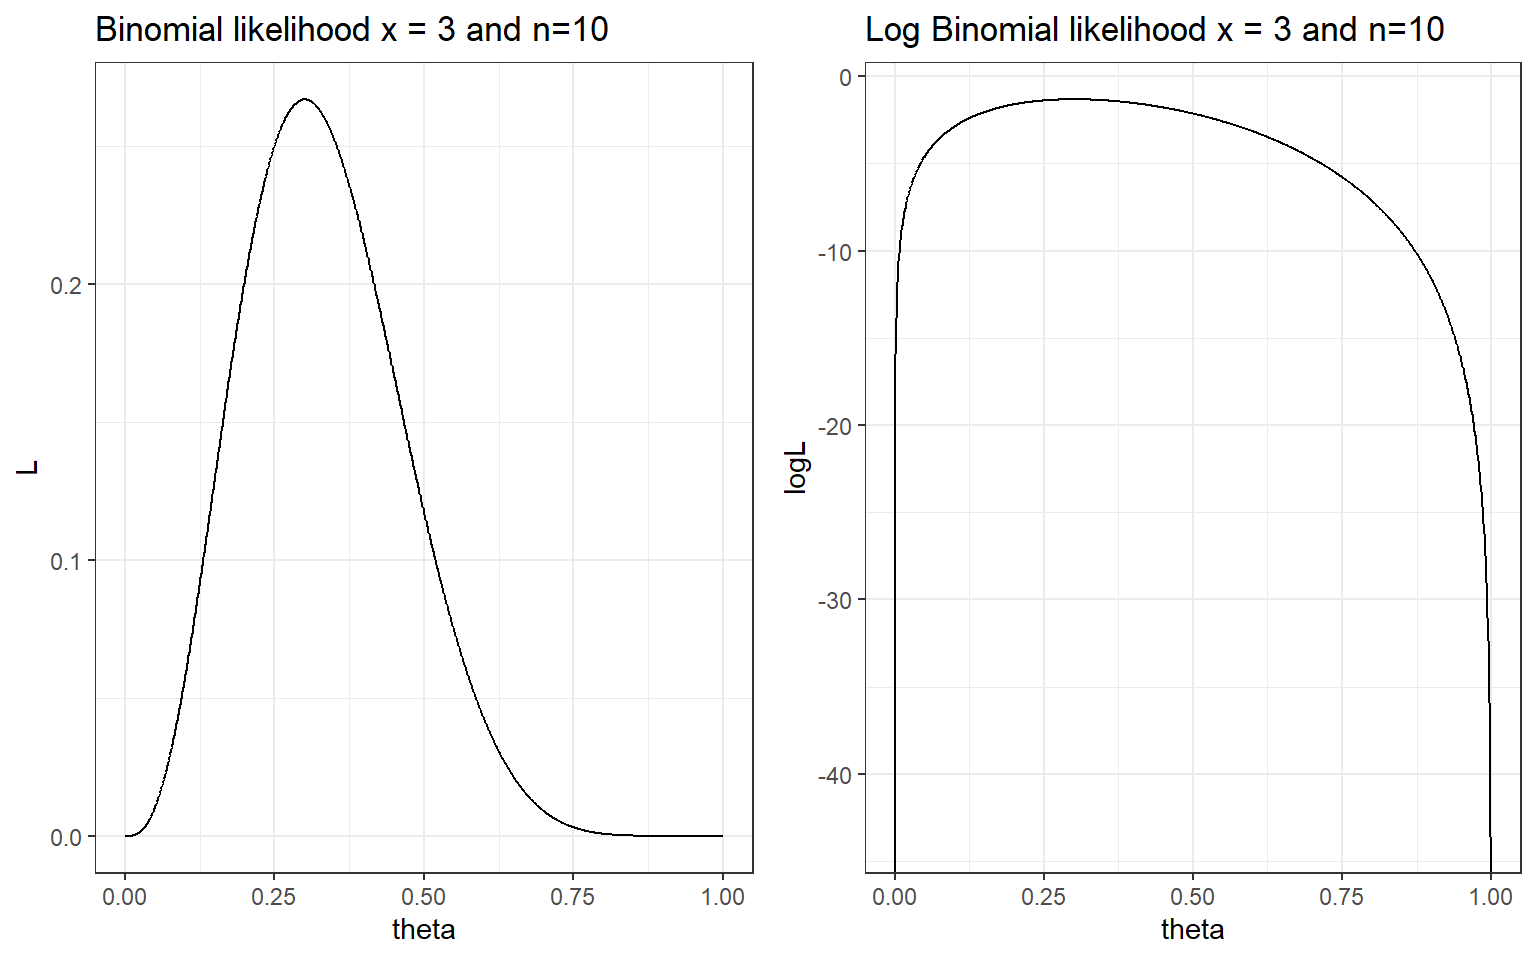 Binomial likelihood x = 3 and n=10
L
0.2
0.1
0.0
0.00 0.25 0.50 0.75 1.00
theta
Log Binomial likelihood x = 3 and n=10
logL
0
-10
-20
-30
-40
0.00 0.25 0.50 0.75 1.00
theta